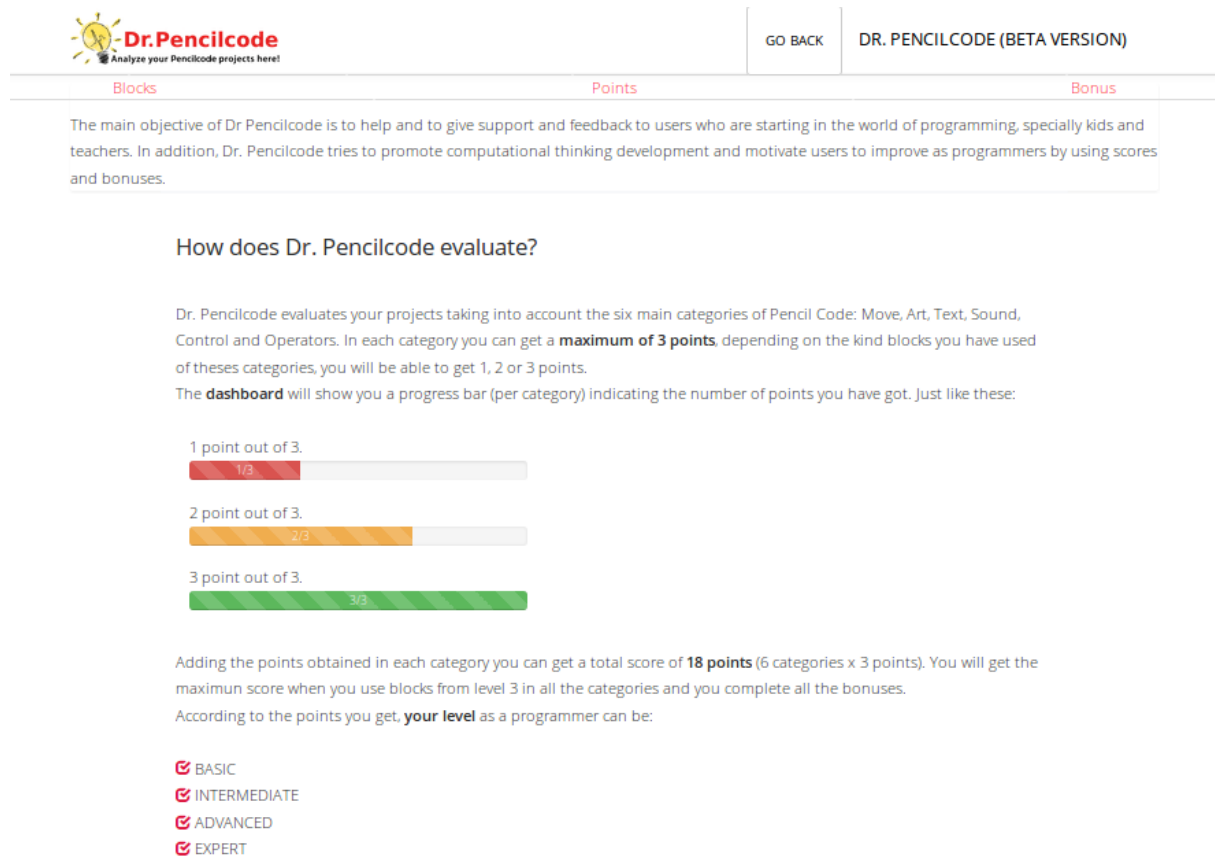 Dr.Pencilcode
Analyze your Pencilcode projects here!
GO BACK
DR. PENCILCODE (BETA VERSION)
Blocks
Points
Bonus
The main objective of Dr Pencilcode is to help and to give support and feedback to users who are starting in the world of programming, specially kids and
teachers. In addition, Dr. Pencilcode tries to promote computational thinking development and motivate users to improve as programmers by using scores
and bonuses.
How does Dr. Pencilcode evaluate?
Dr. Pencilcode evaluates your projects taking into account the six main categories of Pencil Code: Move, Art, Text, Sound,
Control and Operators. In each category you can get a maximum of 3 points, depending on the kind blocks you have used
of theses categories, you will be able to get 1, 2 or 3 points.
The dashboard will show you a progress bar (per category) indicating the number of points you have got. Just like these:
1 point out of 3.
1/3
2 point out of 3.
2/3
3 point out of 3.
3/3
Adding the points obtained in each category you can get a total score of 18 points (6 categories x 3 points). You will get the
maximun score when you use blocks from level 3 in all the categories and you complete all the bonuses.
According to the points you get, your level as a programmer can be:
BASIC
INTERMEDIATE
ADVANCED
EXPERT